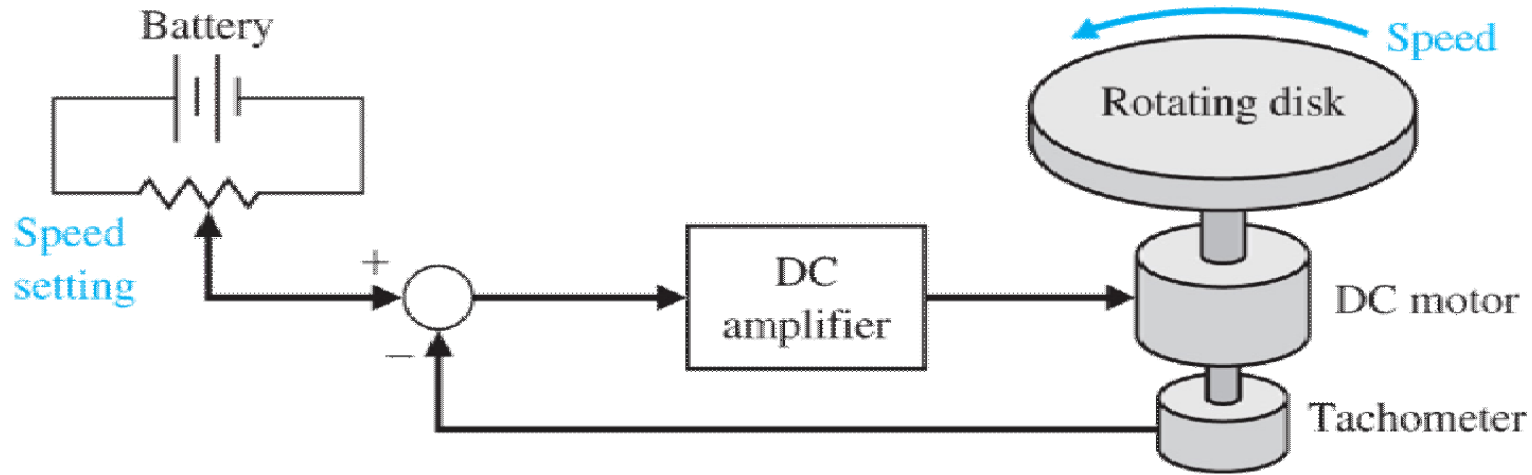 Battery
Speed
Rotating disk
Speed
setting
+
DC
amplifier
DC motor
−
Tachometer